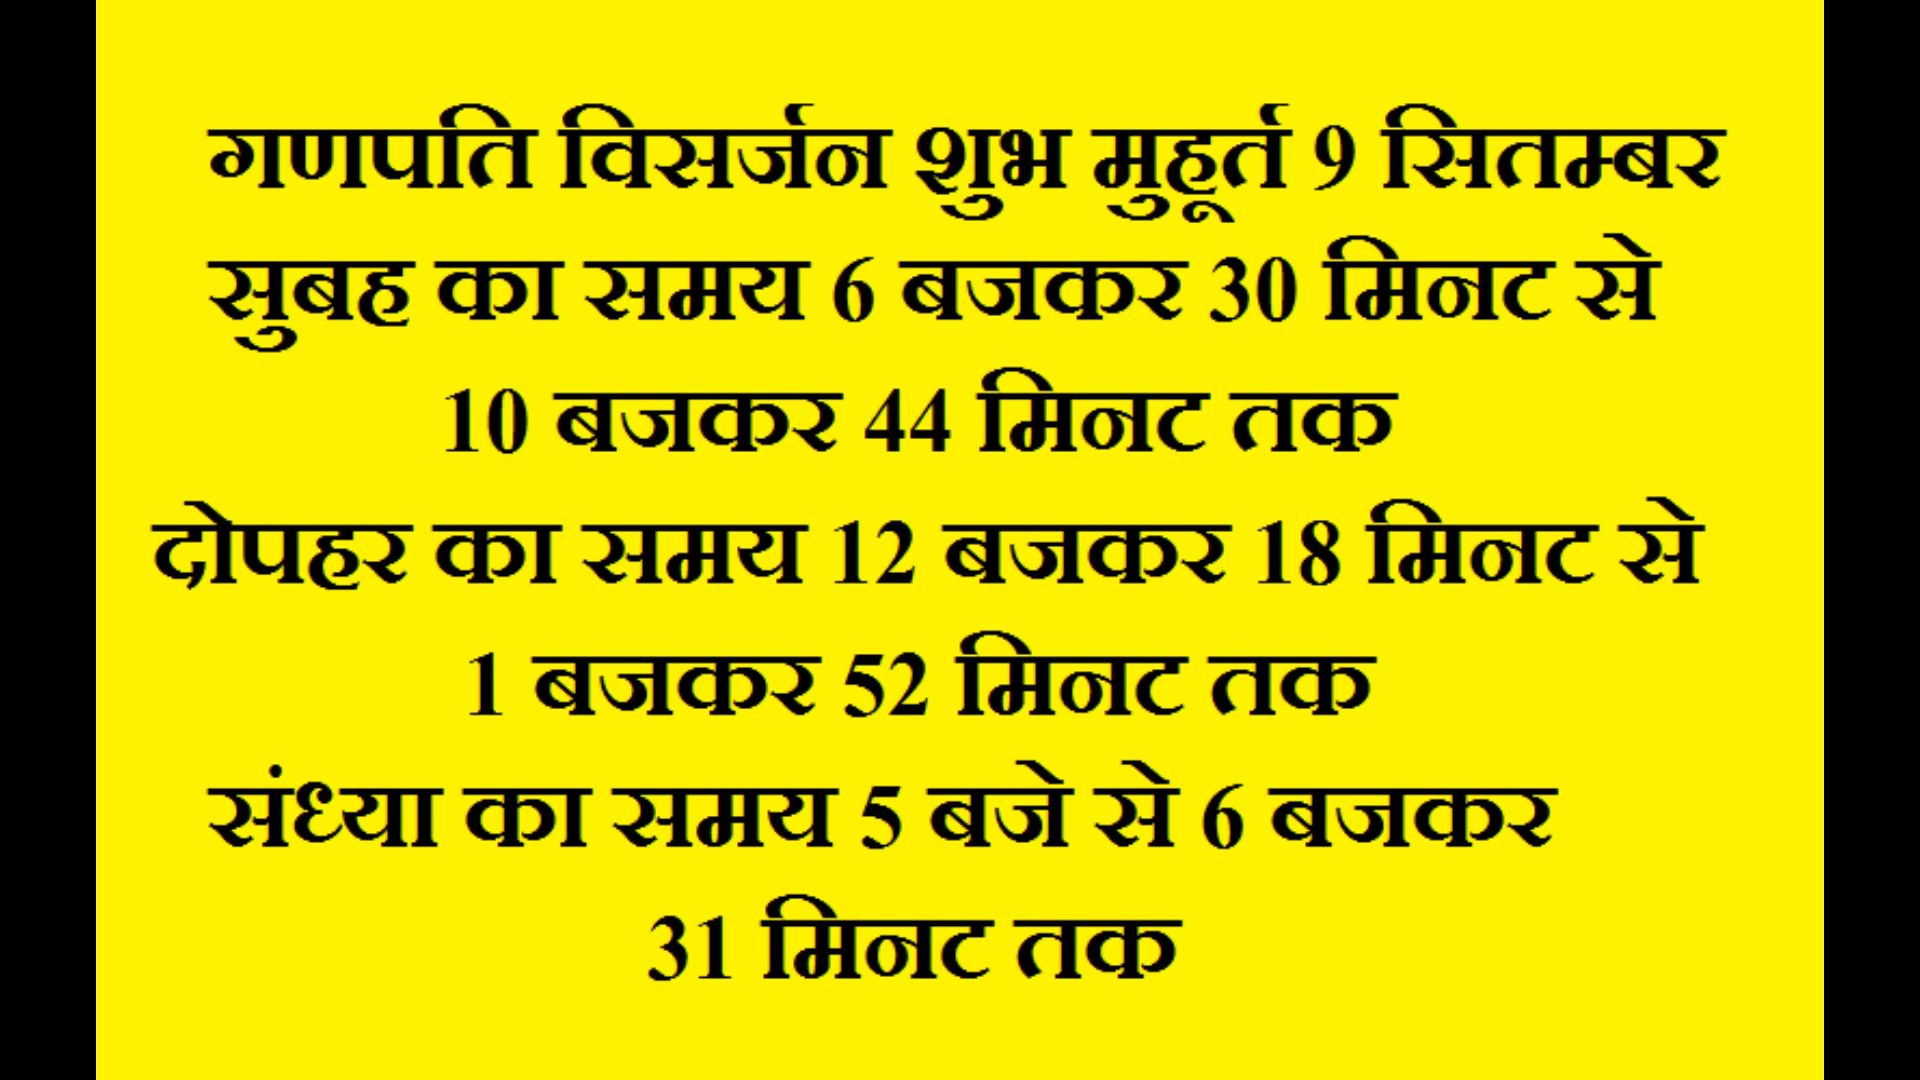 गणपति विसर्जन शुभ मुहूर्त 9 सितम्बर
सुबह का समय 6 बजकर 30 मिनट से
10 बजकर 44 मिनट तक
दोपहर का समय 12 बजकर 18 मिनट से
1 बजकर 52 मिनट तक
संध्या का समय 5 बजे से 6 बजकर
31 मिनट तक